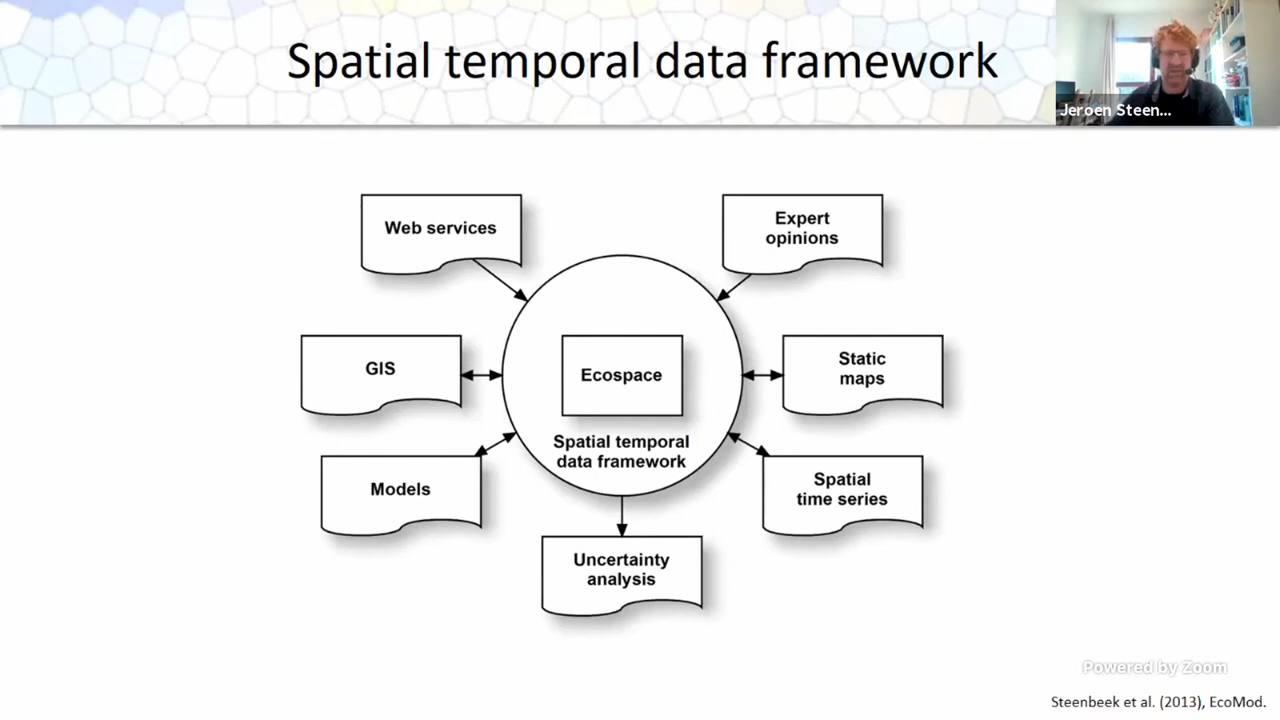 Spatial temporal data framework
Jeroen Steen...
Web services
Expert
opinions
GIS
Ecospace
Static
maps
Spatial temporal
data framework
Models
Spatial
time series
Uncertainty
analysis
Powered by Zoom
Steenbeek et al. (2013), EcoMod.